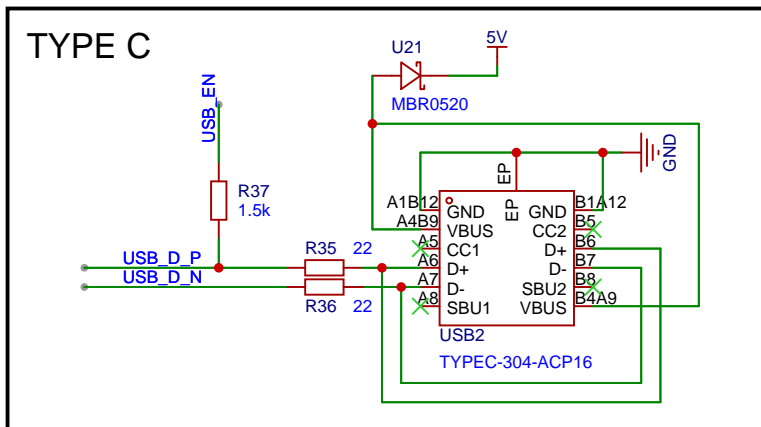 TYPE C
U21
5V
MBR0520
USB_EN
GND
EP
EP
R37
1.5k
A1B12 GND GND B1A12
A4B9 VBUS CC2 B5
A5 CC1 D+ B6
USB_D_P R35 22 A6 D+ D- B7
USB_D_N A7 D- SBU2 B8
R36 22 A8 SBU1 VBUS B4A9
USB2
TYPEC-304-ACP16